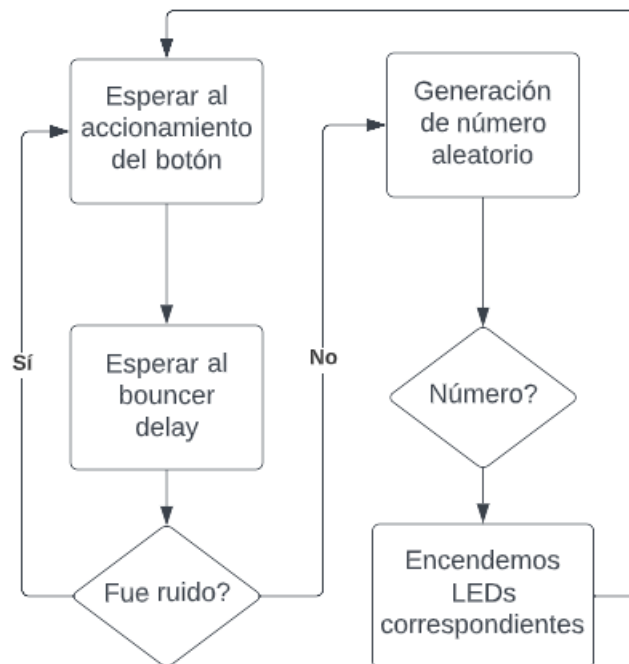 Esperar al
accionamiento
del botón
Esperar al
bouncer
delay
Fue ruido?
Sí
No
Generación
de número
aleatorio
Número?
Encendemos
LEDs
correspondientes